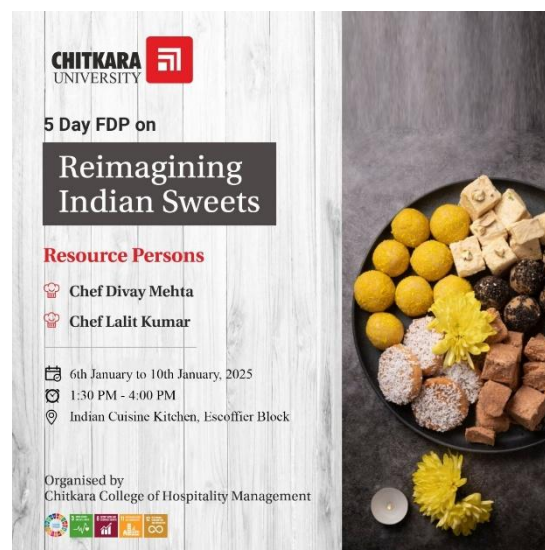 CHITKARA
UNIVERSITY
5 Day FDP on
Reimagining
Indian Sweets
Resource Persons
Chef Divay Mehta
Chef Lalit Kumar
6th January to 10th January, 2025
1:30 PM - 4:00 PM
Indian Cuisine Kitchen, Escoffier Block
Organised by
Chitkara College of Hospitality Management